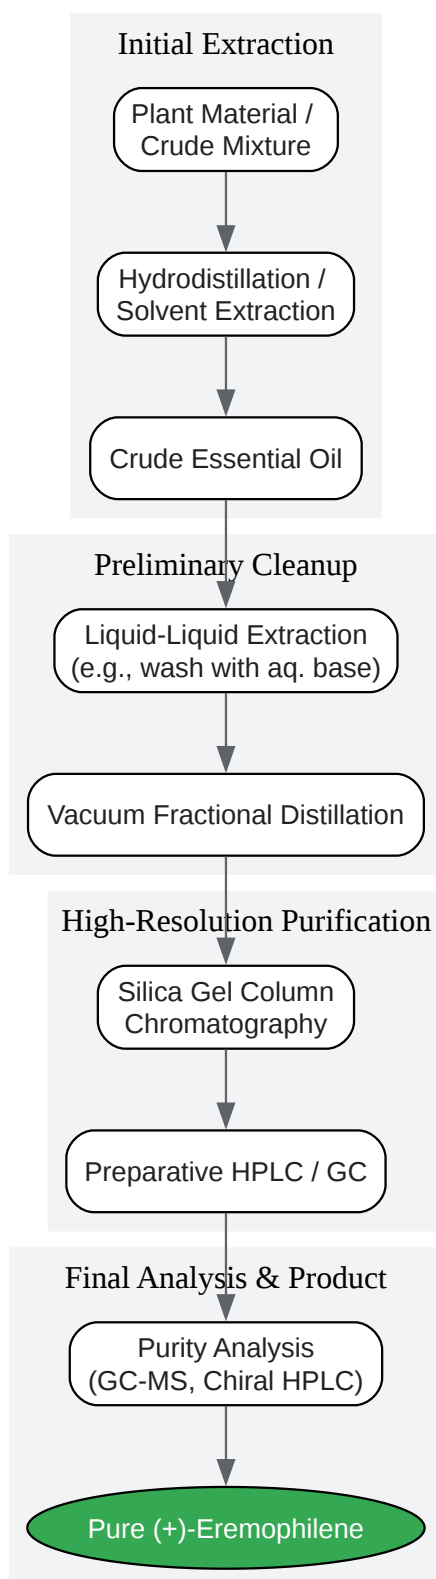 Initial Extraction
Plant Material /
Crude Mixture
Hydrodistillation /
Solvent Extraction
Crude Essential Oil
Preliminary Cleanup
Liquid-Liquid Extraction
(e.g., wash with aq. base)
Vacuum Fractional Distillation
High-Resolution Purification
Silica Gel Column
Chromatography
Preparative HPLC / GC
Final Analysis & Product
Purity Analysis
(GC-MS, Chiral HPLC)
Pure (+)-Eremophilene